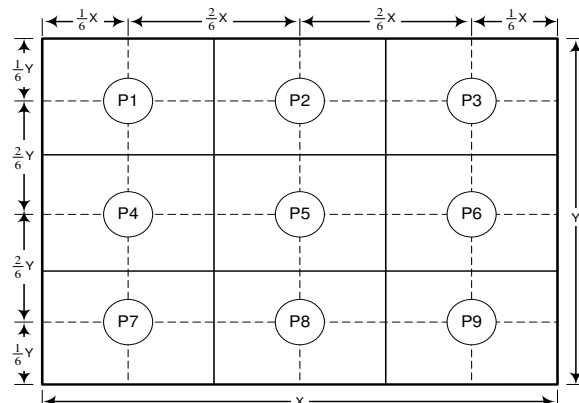 1/6 X 2/6 X 2/6 X 1/6 X
1/6 Y
P1 P2 P3
2/6 Y
P4 P5 P6 Y
2/6 Y
P7 P8 P9
1/6 Y
X